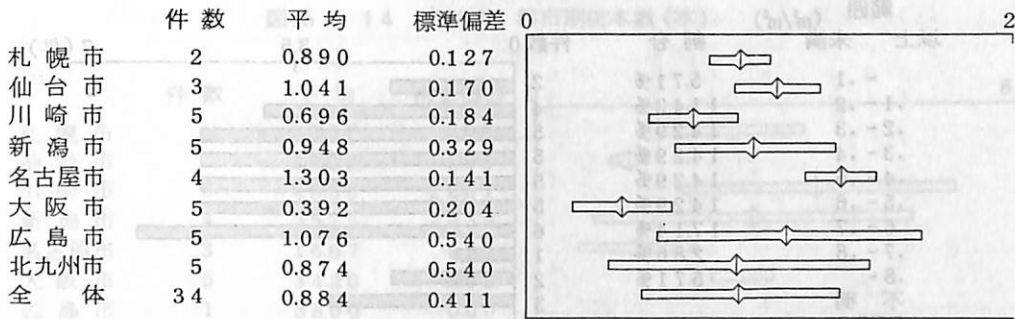 件数 平均 標準偏差 0 2
札幌市 2 0.890 0.127
仙台市 3 1.041 0.170
川崎市 5 0.696 0.184
新潟市 5 0.948 0.329
名古屋市 4 1.303 0.141
大阪市 5 0.392 0.204
広島市 5 1.076 0.540
北九州市 5 0.874 0.540
全体 34 0.884 0.411